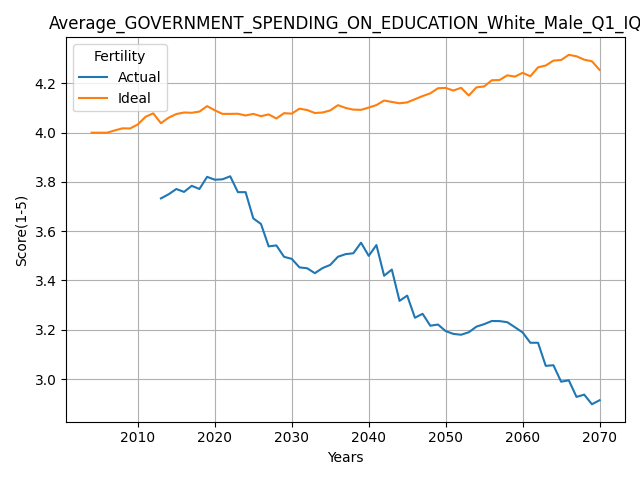 Average_GOVERNMENT_SPENDING_ON_EDUCATION_White_Male_Q1_IQ
Fertility
Actual
Ideal
Score(1-5)
4.2
4.0
3.8
3.6
3.4
3.2
3.0
2010 2020 2030 2040 2050 2060 2070
Years